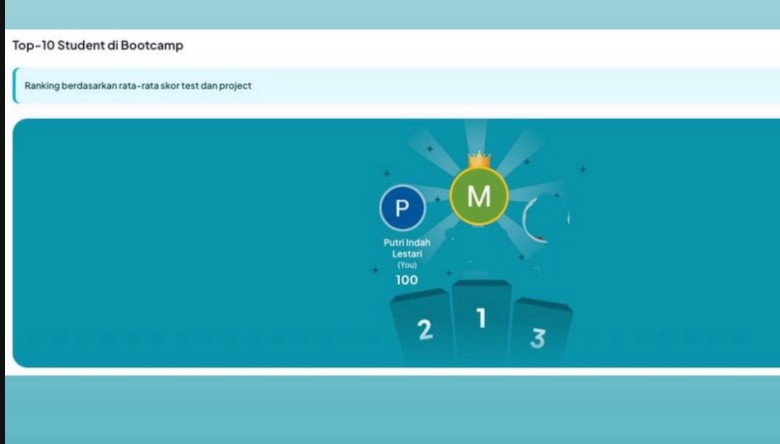 Top-10 Student di Bootcamp
Ranking berdasarkan rata-rata skor test dan project
M
P
Putri Indah
Lestari
(You)
100
2
1
3